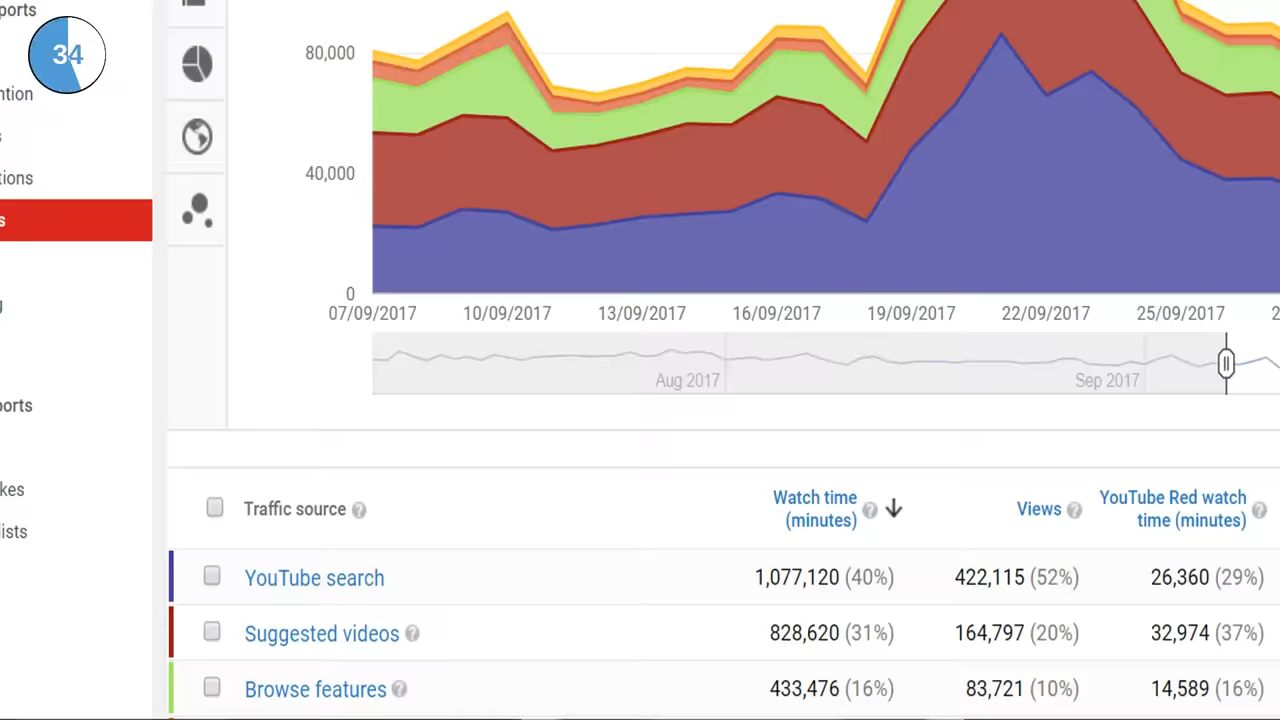 ports
34
80,000
ntion
s
40,000
tions
s
0
07/09/2017 10/09/2017 13/09/2017 16/09/2017 19/09/2017 22/09/2017 25/09/2017 2
g
Aug 2017 Sep 2017
ports
kes
lists
Traffic source ? Watch time (minutes) ? Views ? YouTube Red watch time (minutes) ?
YouTube search 1,077,120 (40%) 422,115 (52%) 26,360 (29%)
Suggested videos ? 828,620 (31%) 164,797 (20%) 32,974 (37%)
Browse features ? 433,476 (16%) 83,721 (10%) 14,589 (16%)